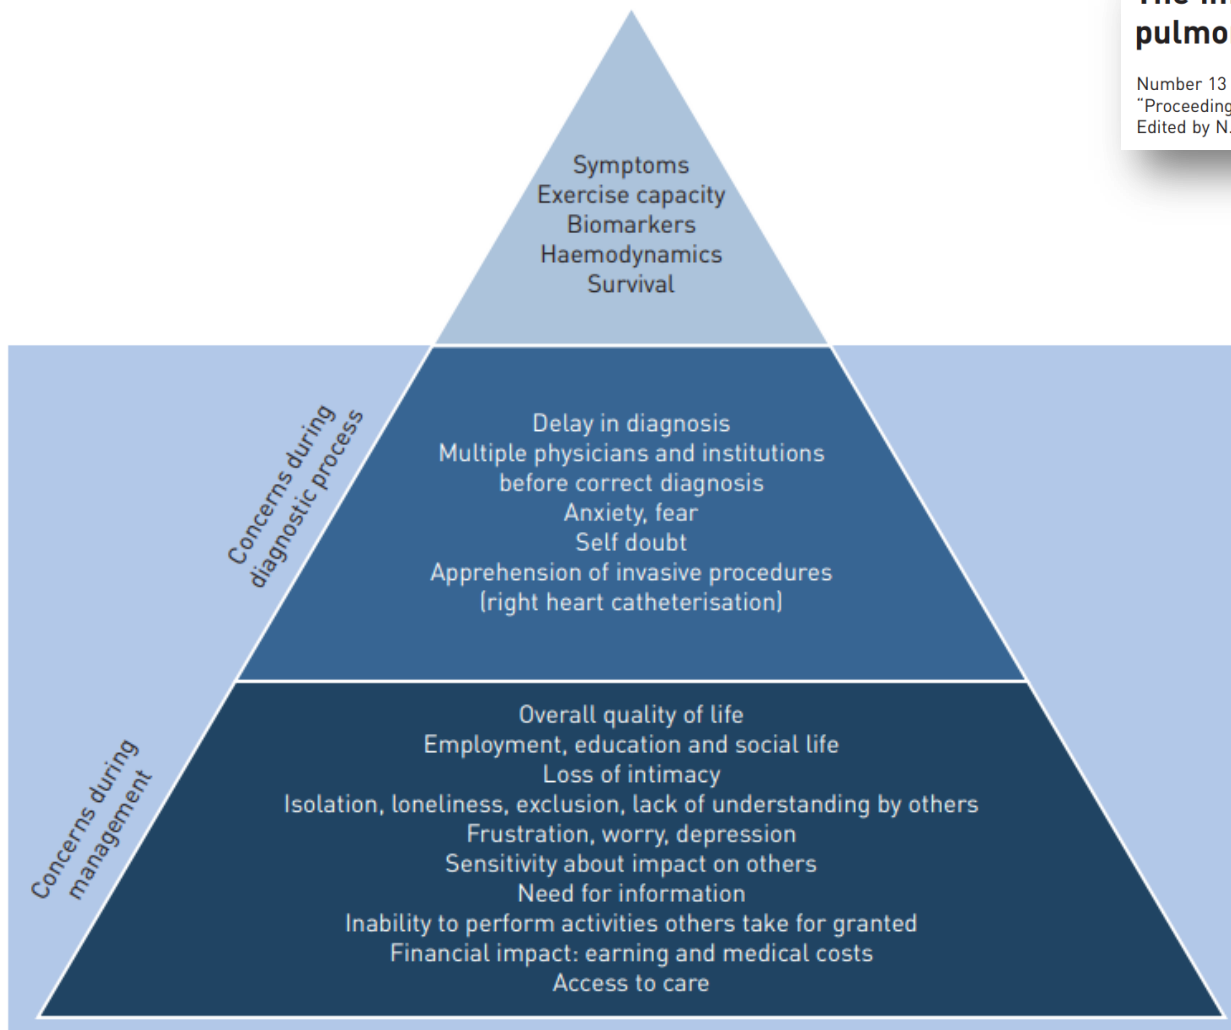 pulmo
Number 13
"Proceeding
Edited by N.
Symptoms
Exercise capacity
Biomarkers
Haemodynamics
Survival
Concerns during
diagnostic process
Delay in diagnosis
Multiple physicians and institutions
before correct diagnosis
Anxiety, fear
Self doubt
Apprehension of invasive procedures
(right heart catheterisation)
Concerns during
management
Overall quality of life
Employment, education and social life
Loss of intimacy
Isolation, loneliness, exclusion, lack of understanding by others
Frustration, worry, depression
Sensitivity about impact on others
Need for information
Inability to perform activities others take for granted
Financial impact: earning and medical costs
Access to care